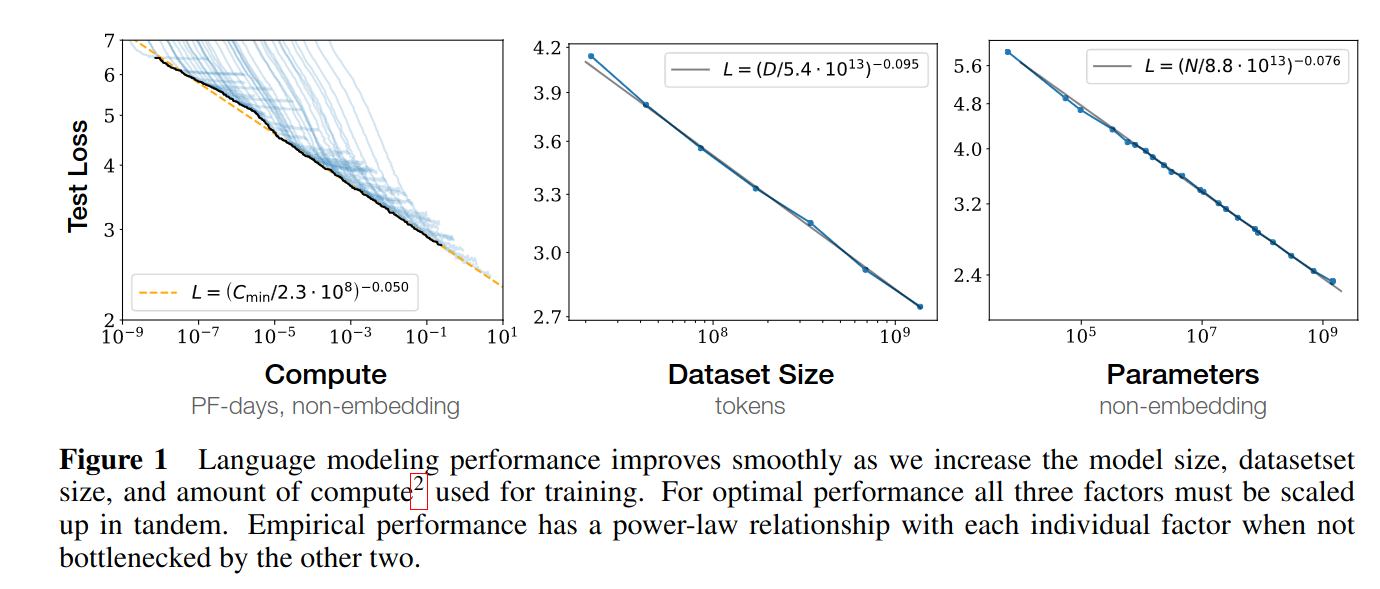 Test Loss
7
6
5
4
3
2
L = (C_min/2.3 · 10^8)^−0.050
10^−9 10^−7 10^−5 10^−3 10^−1 10^1
Compute
PF-days, non-embedding
4.2
3.9
3.6
3.3
3.0
2.7
L = (D/5.4 · 10^13)^−0.095
10^8 10^9
Dataset Size
tokens
5.6
4.8
4.0
3.2
2.4
L = (N/8.8 · 10^13)^−0.076
10^5 10^7 10^9
Parameters
non-embedding
Figure 1 Language modeling performance improves smoothly as we increase the model size, datasetset
size, and amount of compute^2 used for training. For optimal performance all three factors must be scaled
up in tandem. Empirical performance has a power-law relationship with each individual factor when not
bottlenecked by the other two.